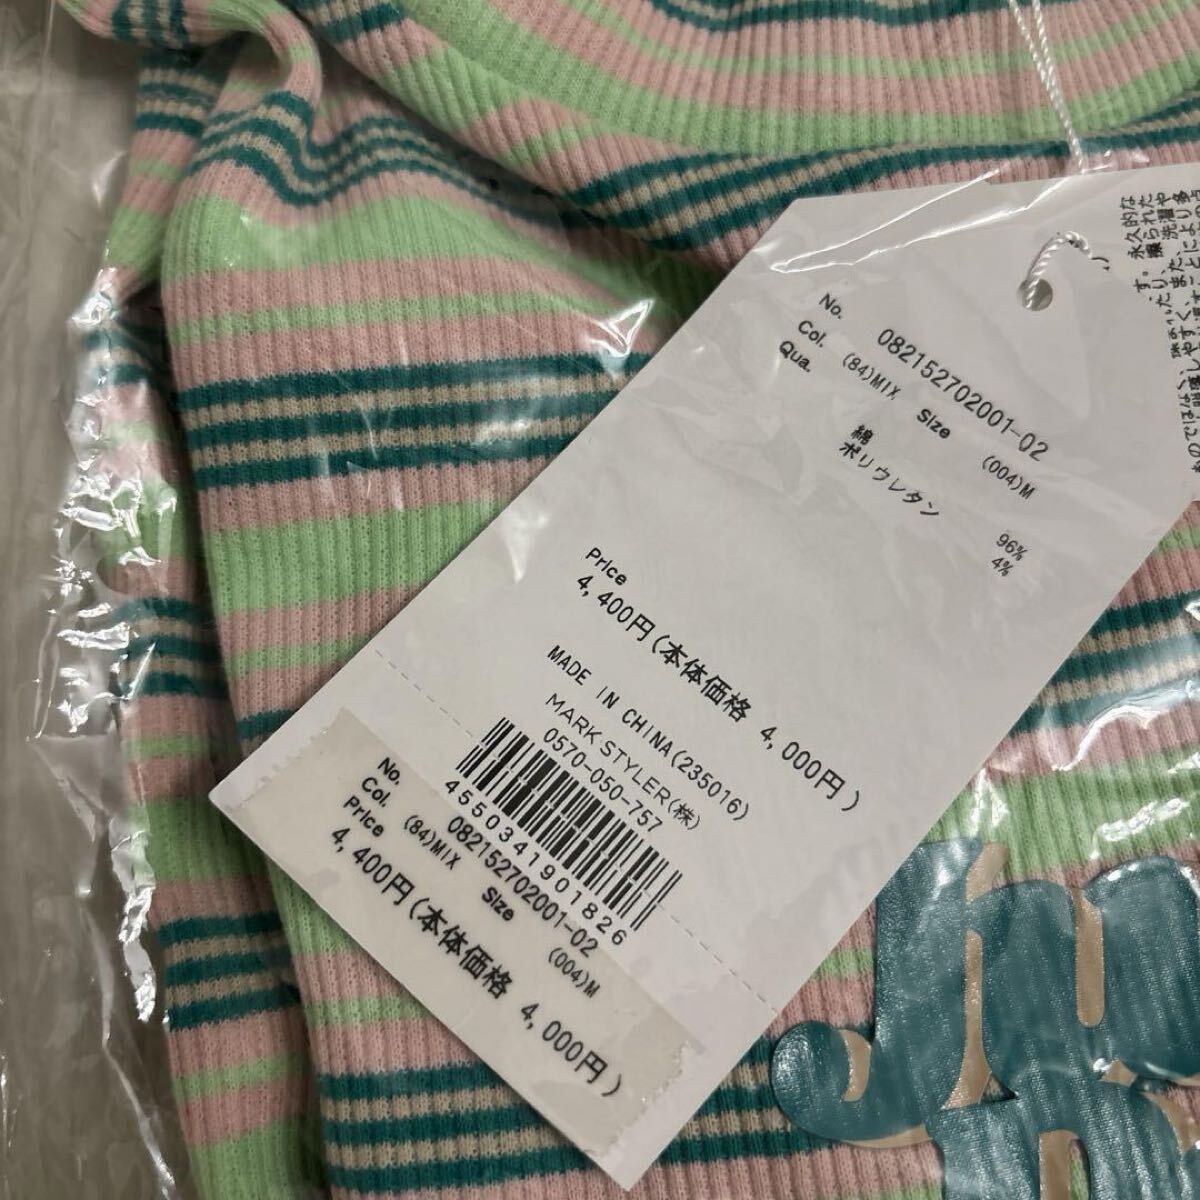 No. 082152702001-02
Col. (84)MIX Size (004)M
Qua.
綿 96%
ポリウレタン 4%
Price
4,400円(本体価格 4,000円)
MADE IN CHINA(235016)
MARK STYLER(株)
0570-050-757
4550341901826
No. 082152702001-02
Col. (84)MIX Size (004)M
Price
4,400円(本体価格 4,000円)